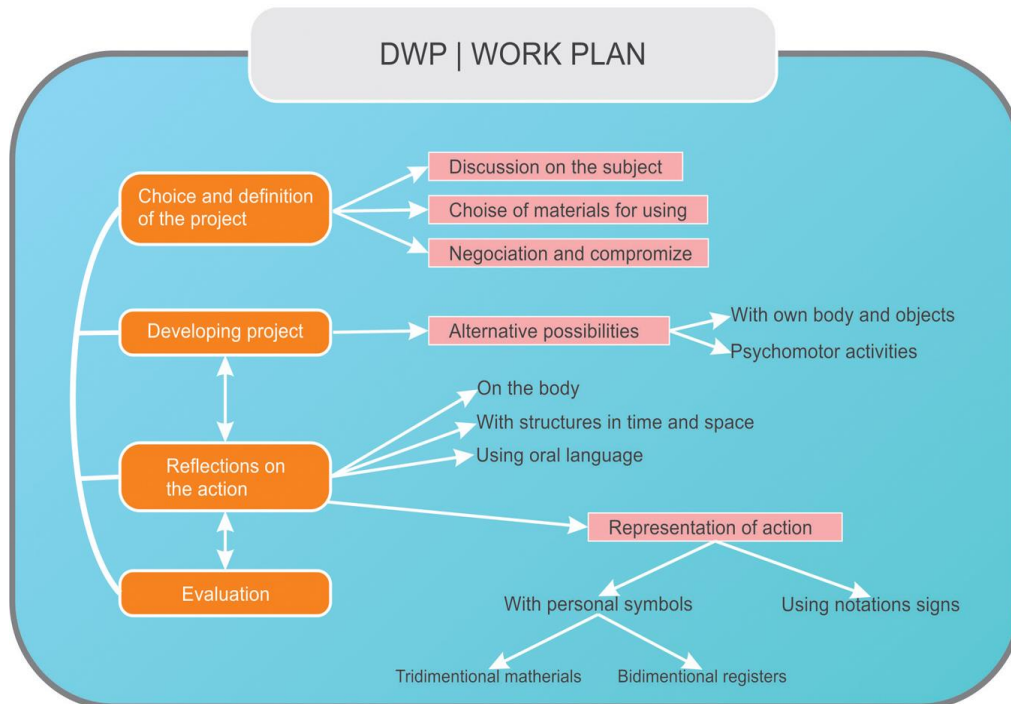 DWP | WORK PLAN
Choice and definition
of the project
Discussion on the subject
Choise of materials for using
Negociation and compromize
Developing project
Alternative possibilities
With own body and objects
Psychomotor activities
Reflections on
the action
On the body
With structures in time and space
Using oral language
Representation of action
Evaluation
With personal symbols
Using notations signs
Tridimentional matherials
Bidimentional registers